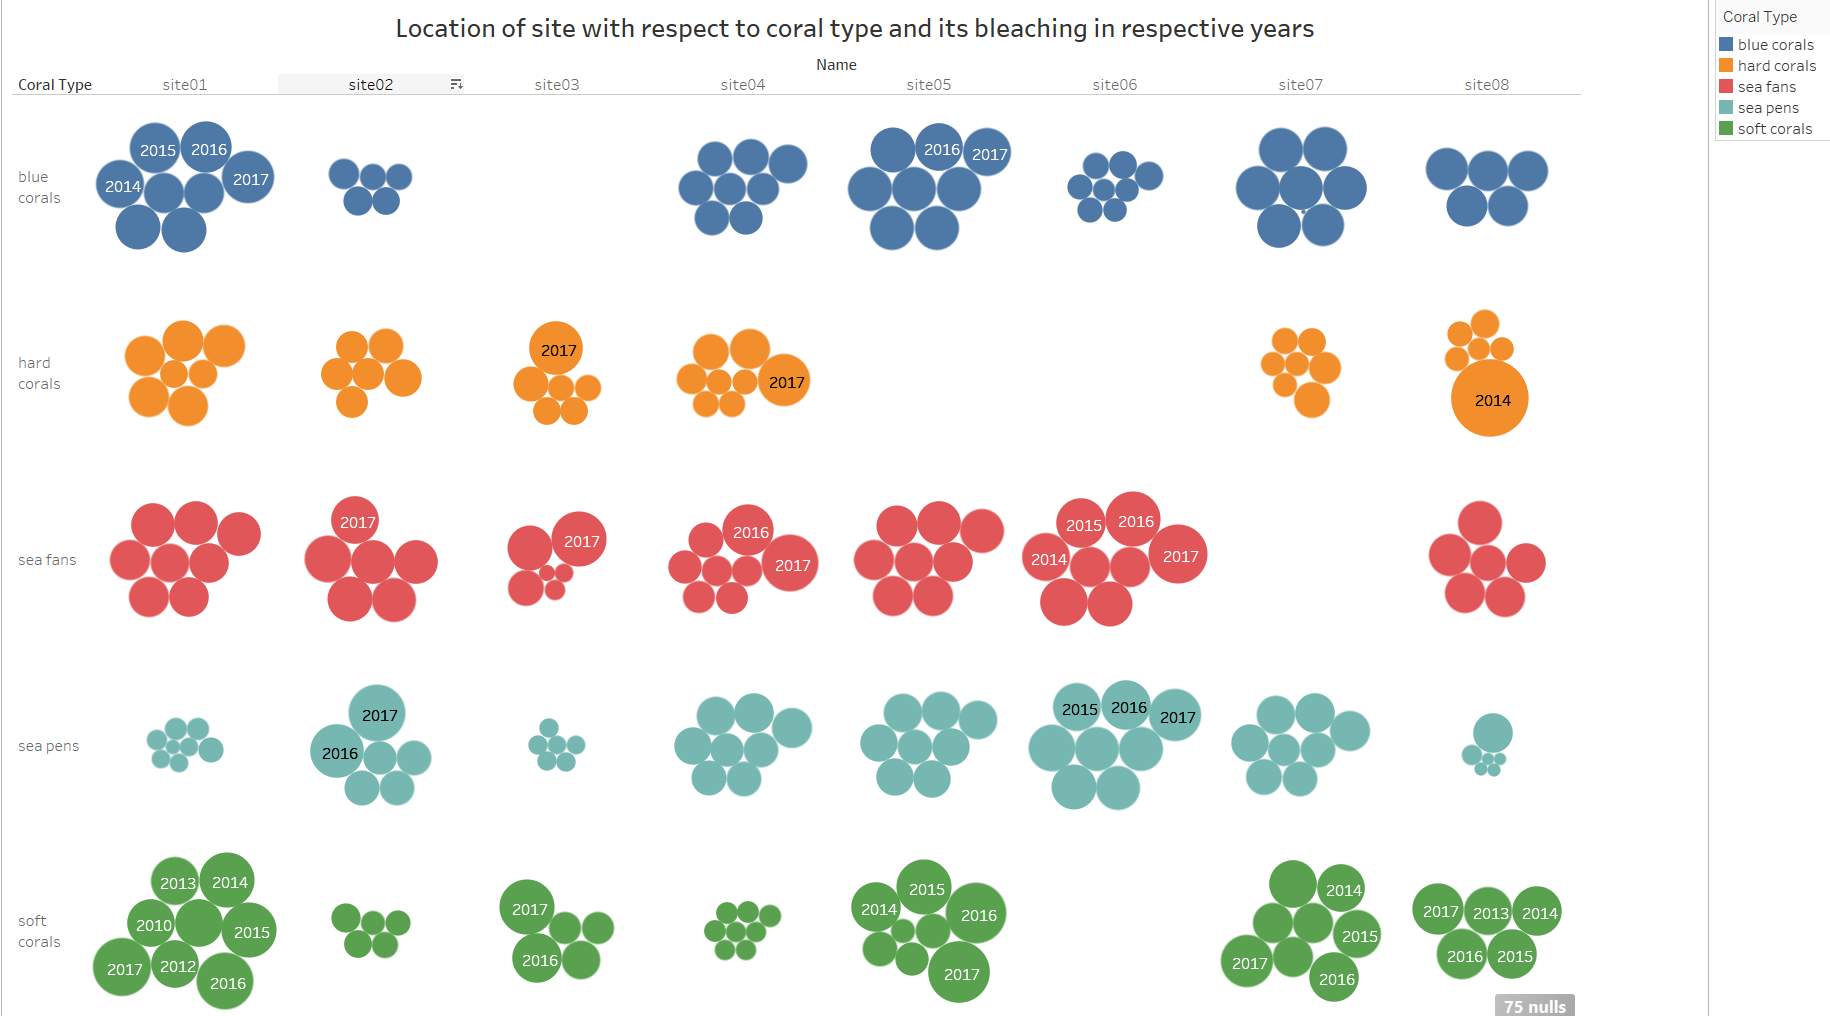 Location of site with respect to coral type and its bleaching in respective years
Name
Coral Type site01 site02 site03 site04 site05 site06 site07 site08
blue
corals
2015 2016 2014 2017
2016 2017
hard
corals
2017
2017
2014
sea fans
2017
2017
2016 2017
2015 2016 2014 2017
sea pens
2017 2016
2015 2016 2017
soft
corals
2013 2014 2010 2015 2017 2012 2016
2017 2016
2015 2014 2016 2017
2014 2015 2017 2016
2017 2013 2014 2016 2015
75 nulls
Coral Type
blue corals
hard corals
sea fans
sea pens
soft corals